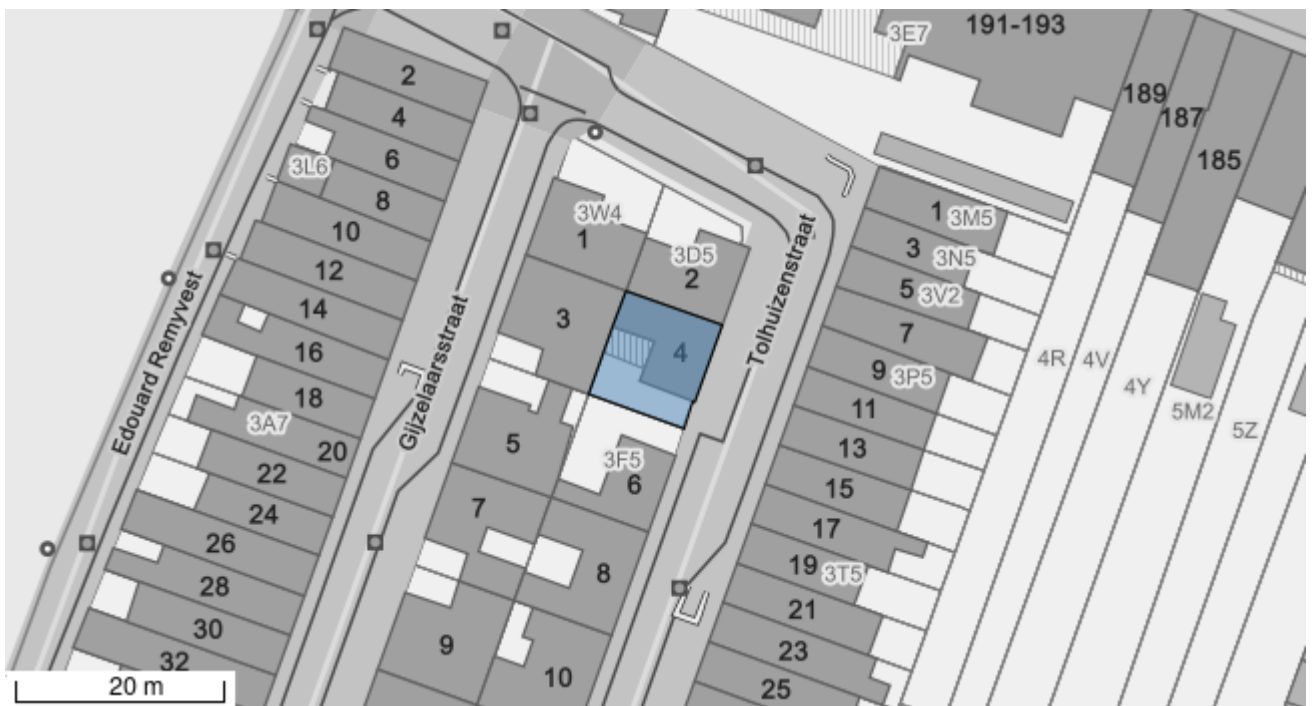 191-193
3E7
189
187
185
2
4
6
3L6
8
10
12
14
16
18
3A7
20
22
24
26
28
30
32
Edouard Remyvest
Gijzelaarsstraat
3W4
1
3D5
2
3
4
5
3F5
6
7
8
9
10
Tolhuizenstraat
1
3M5
3
3N5
5
3V2
7
9
3P5
11
13
15
17
19
3T5
21
23
25
4R
4V
4Y
5M2
5Z
20 m